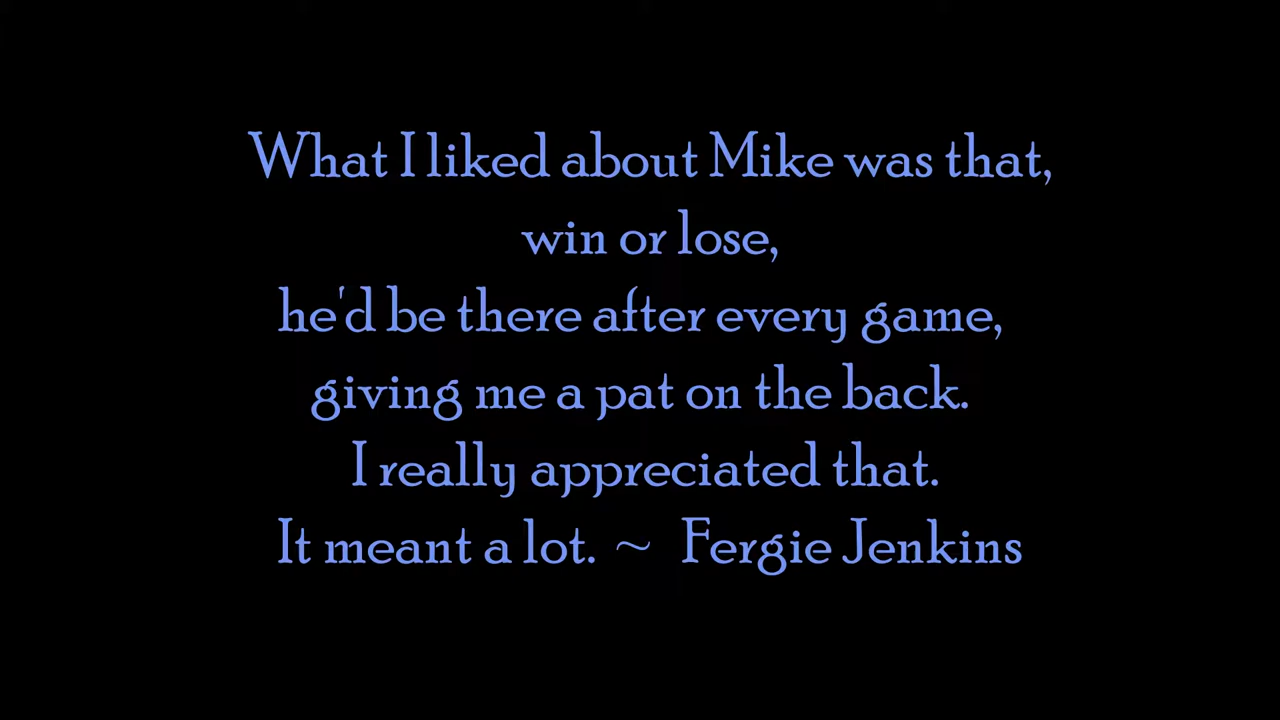 What I liked about Mike was that,
win or lose,
he'd be there after every game,
giving me a pat on the back.
I really appreciated that.
It meant a lot. ~ Fergie Jenkins